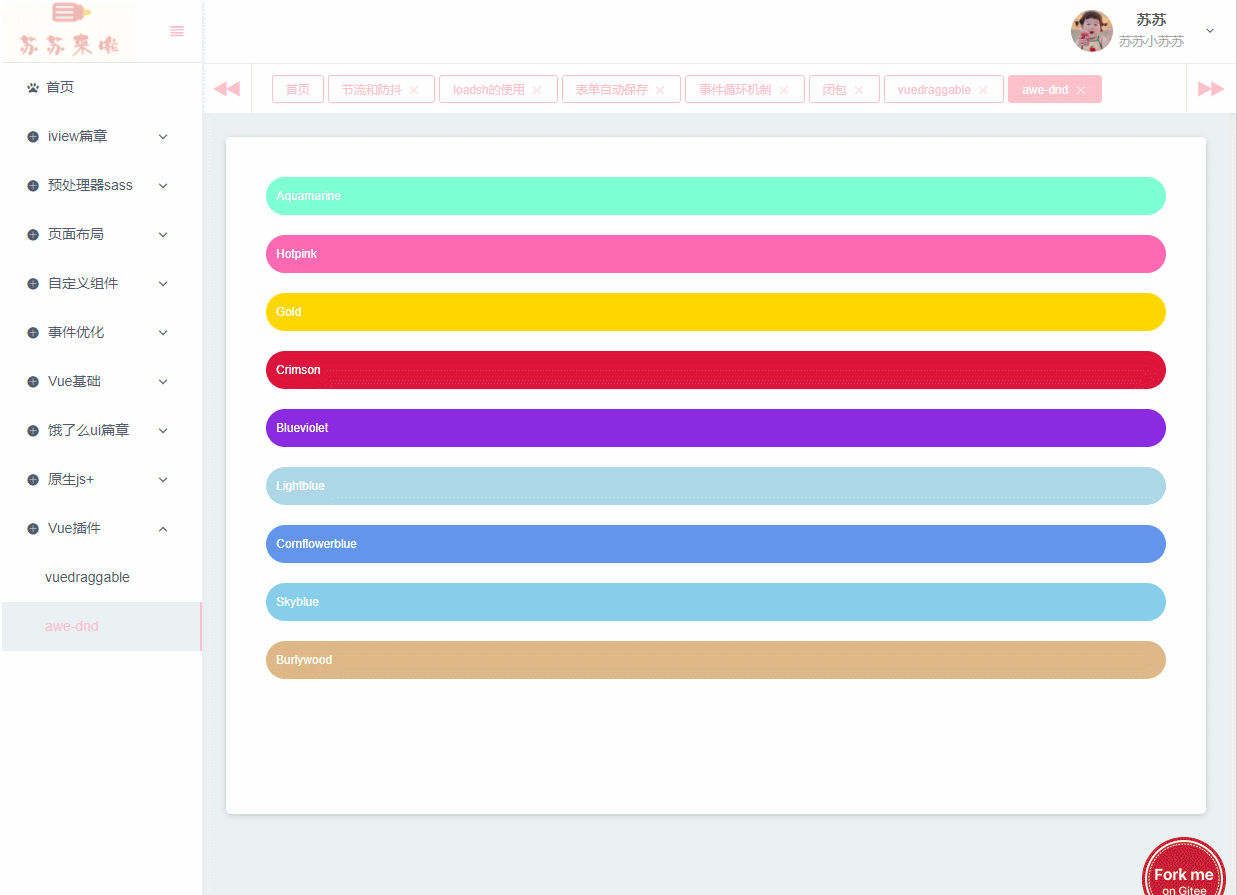 苏苏来啦
苏苏
苏苏小苏苏
首页
iview篇章
预处理器sass
页面布局
自定义组件
事件优化
Vue基础
饿了么ui篇章
原生js+
Vue插件
vuedraggable
awe-dnd
首页 节流和防抖 loadsh的使用 表单自动保存 事件循环机制 闭包 vuedraggable awe-dnd
Aquamarine
Hotpink
Gold
Crimson
Blueviolet
Lightblue
Cornflowerblue
Skyblue
Burlywood
Fork me
on Gitee